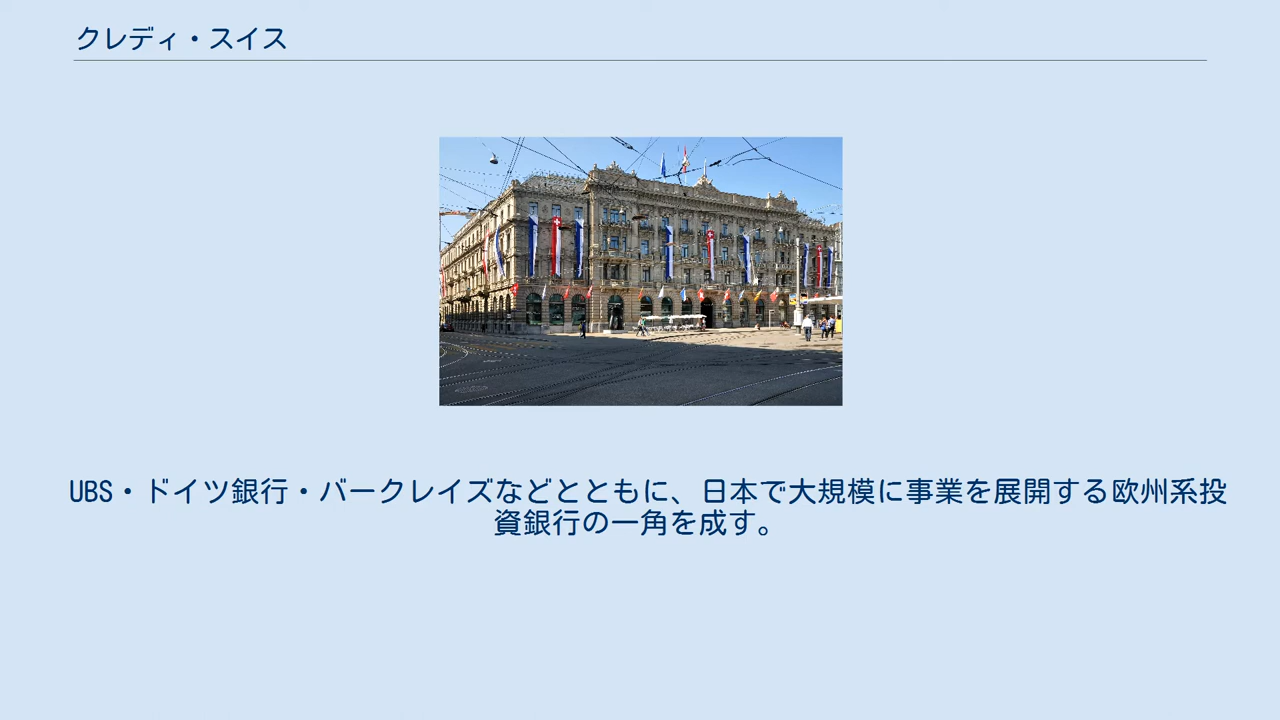 クレディ・スイス
UBS・ドイツ銀行・バークレイズなどとともに、日本で大規模に事業を展開する欧州系投
資銀行の一角を成す。